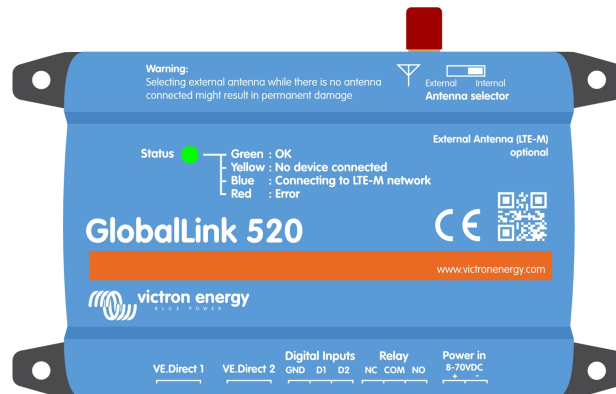 Warning:
Selecting external antenna while there is no antenna
connected might result in permanent damage
External Internal
Antenna selector
External Antenna (LTE-M)
optional
Status
Green : OK
Yellow : No device connected
Blue : Connecting to LTE-M network
Red : Error
GlobalLink 520
CE
www.victronenergy.com
victron energy
BLUE POWER
Digital Inputs Relay Power in
8-70VDC
VE.Direct 1 VE.Direct 2 GND D1 D2 NC COM NO + -